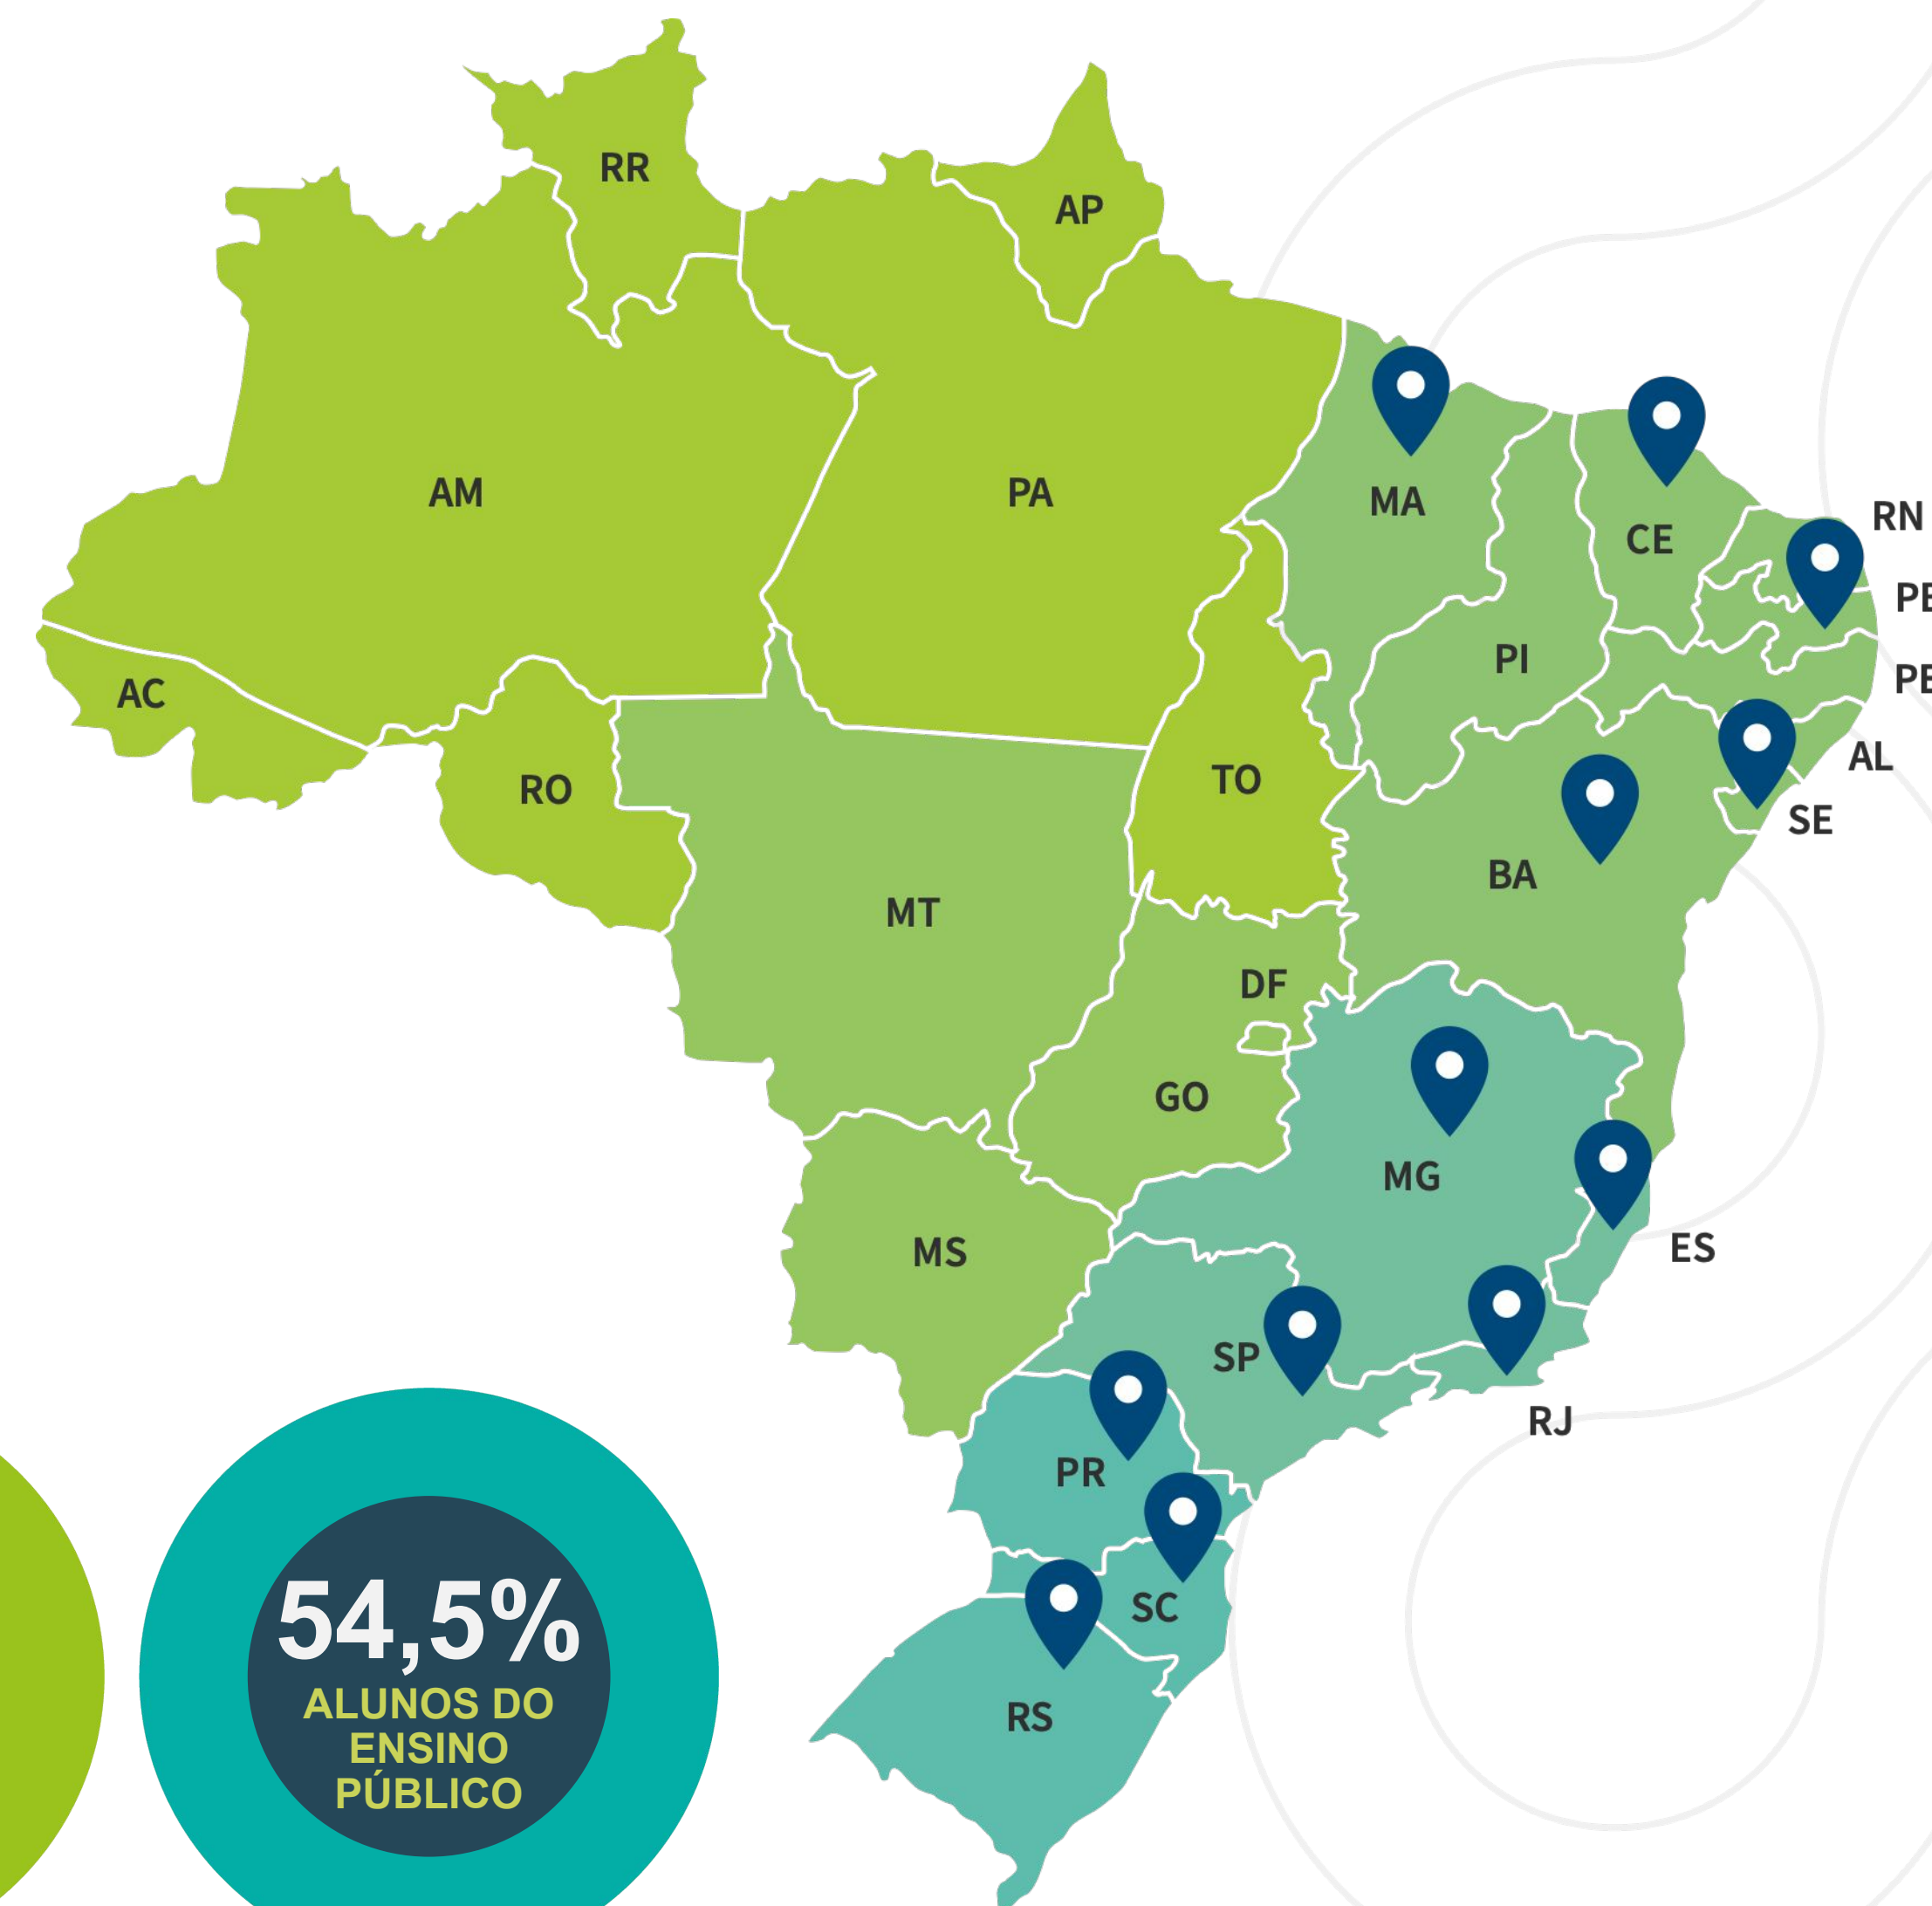 RR
AP
AM
PA
MA
RN
CE
PI
PE
AC
AL
TO
RO
SE
BA
MT
DF
GO
MG
ES
MS
SP
RJ
PR
SC
RS
54,5%
ALUNOS DO
ENSINO
PÚBLICO